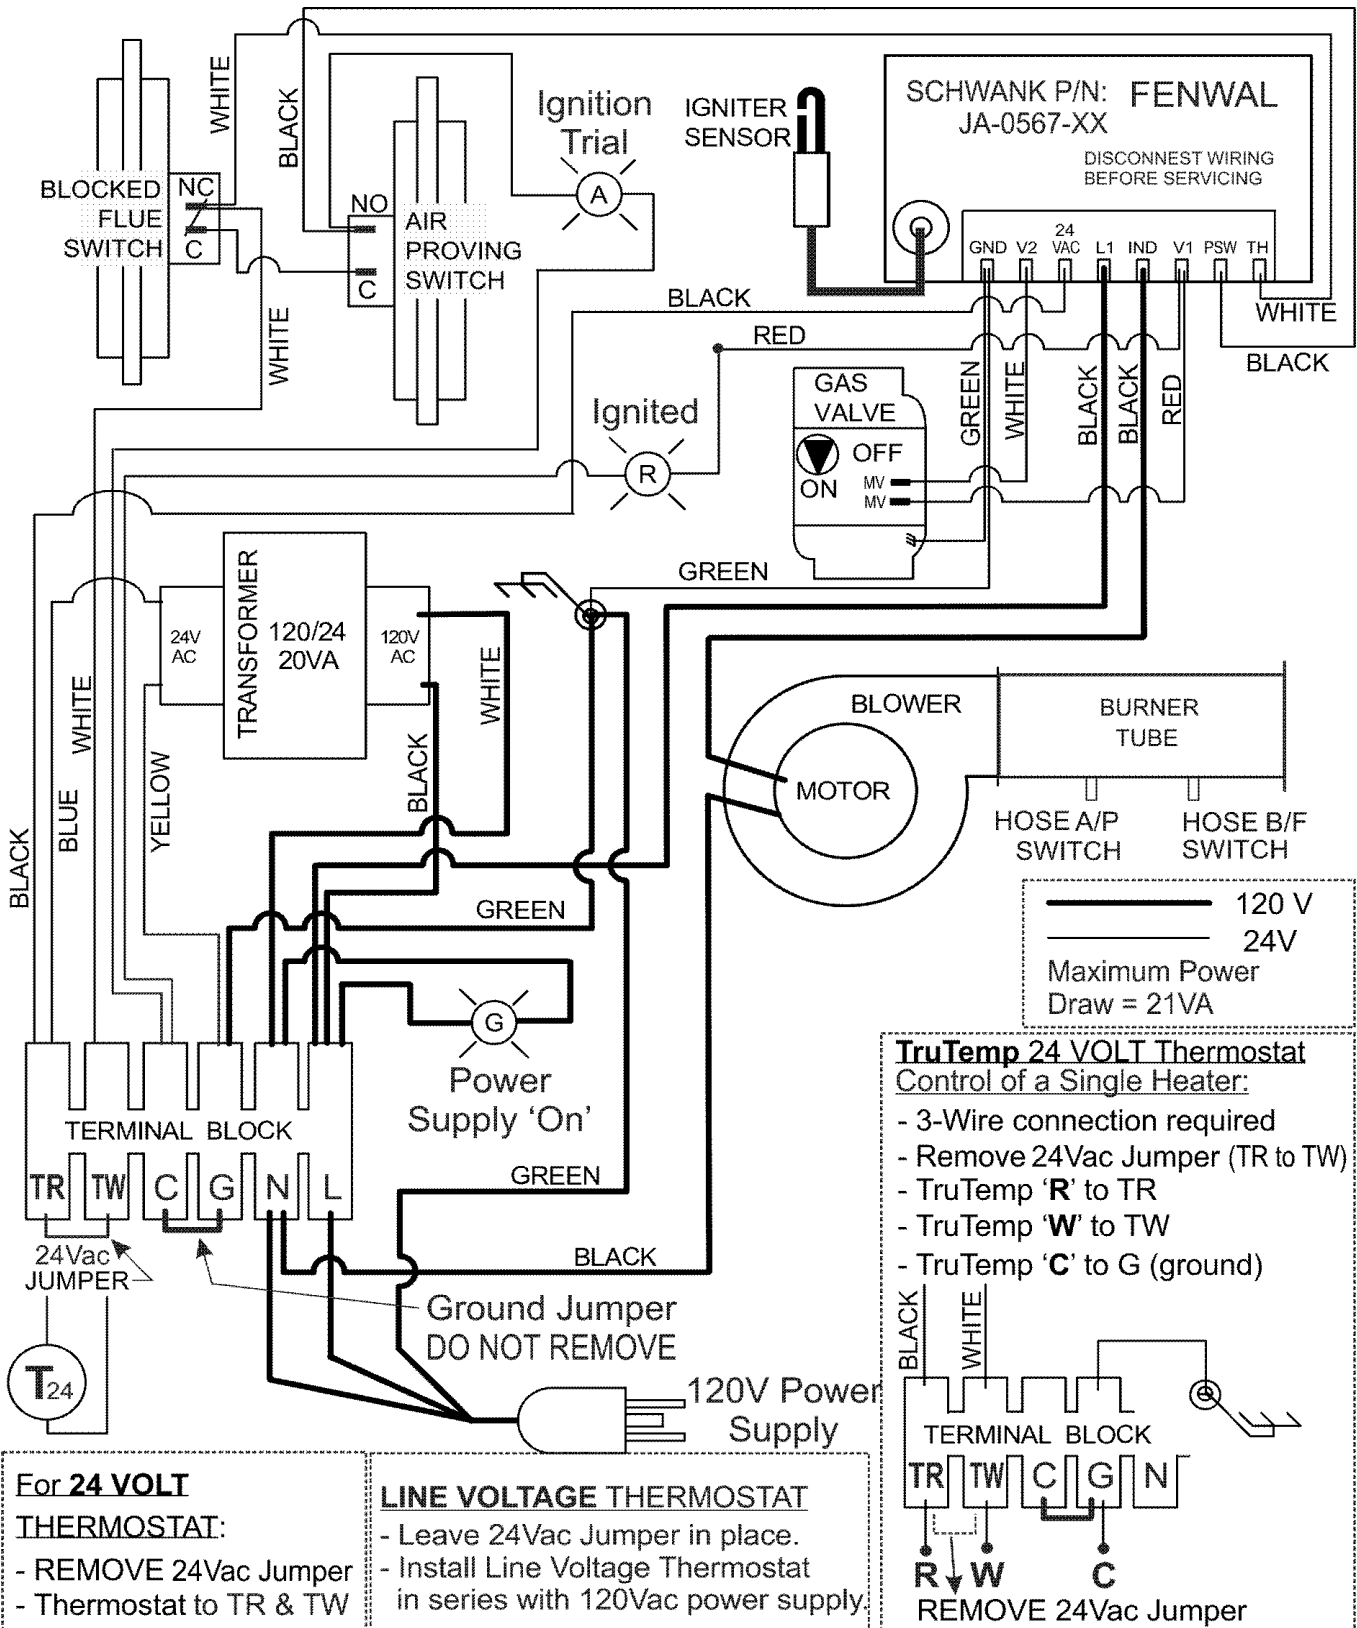 WHITE
BLACK
Ignition
Trial
A
IGNITER
SENSOR
SCHWANK P/N: FENWAL
JA-0567-XX
DISCONNEST WIRING
BEFORE SERVICING
BLOCKED
FLUE
SWITCH
NC
C
NO
C
AIR
PROVING
SWITCH
GND V2 24 VAC L1 IND V1 PSW TH
WHITE
BLACK
WHITE
BLACK
RED
GREEN
WHITE
BLACK
BLACK
RED
GAS
VALVE
OFF
ON
MV
MV
Ignited
R
GREEN
TRANSFORMER
24V
AC
120/24
20VA
120V
AC
WHITE
BLACK
BLACK
BLUE
WHITE
YELLOW
BLOWER
MOTOR
BURNER
TUBE
HOSE A/P
SWITCH
HOSE B/F
SWITCH
GREEN
G
Power
Supply ‘On’
120 V
24V
Maximum Power
Draw = 21VA
TERMINAL BLOCK
TR TW C G N L
24Vac
JUMPER
GREEN
BLACK
Ground Jumper
DO NOT REMOVE
T24
120V Power
Supply
TruTemp 24 VOLT Thermostat
Control of a Single Heater:
- 3-Wire connection required
- Remove 24Vac Jumper (TR to TW)
- TruTemp ‘R’ to TR
- TruTemp ‘W’ to TW
- TruTemp ‘C’ to G (ground)
BLACK
WHITE
TERMINAL BLOCK
TR TW C G N
R W C
REMOVE 24Vac Jumper
For 24 VOLT
THERMOSTAT:
- REMOVE 24Vac Jumper
- Thermostat to TR & TW
LINE VOLTAGE THERMOSTAT
- Leave 24Vac Jumper in place.
- Install Line Voltage Thermostat
in series with 120Vac power supply.